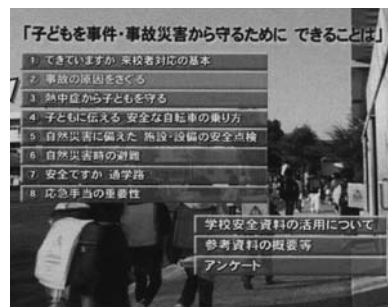 「子どもを事件・事故災害から守るために できることは」
1 できていますか 来校者対応の基本
2 事故の原因をさぐる
3 熱中症から子どもを守る
4 子どもに伝える 安全な自転車の乗り方
5 自然災害に備えた 施設・設備の安全点検
6 自然災害時の避難
7 安全ですか 通学路
8 応急手当の重要性
学校安全資料の活用について
参考資料の概要等
アンケート